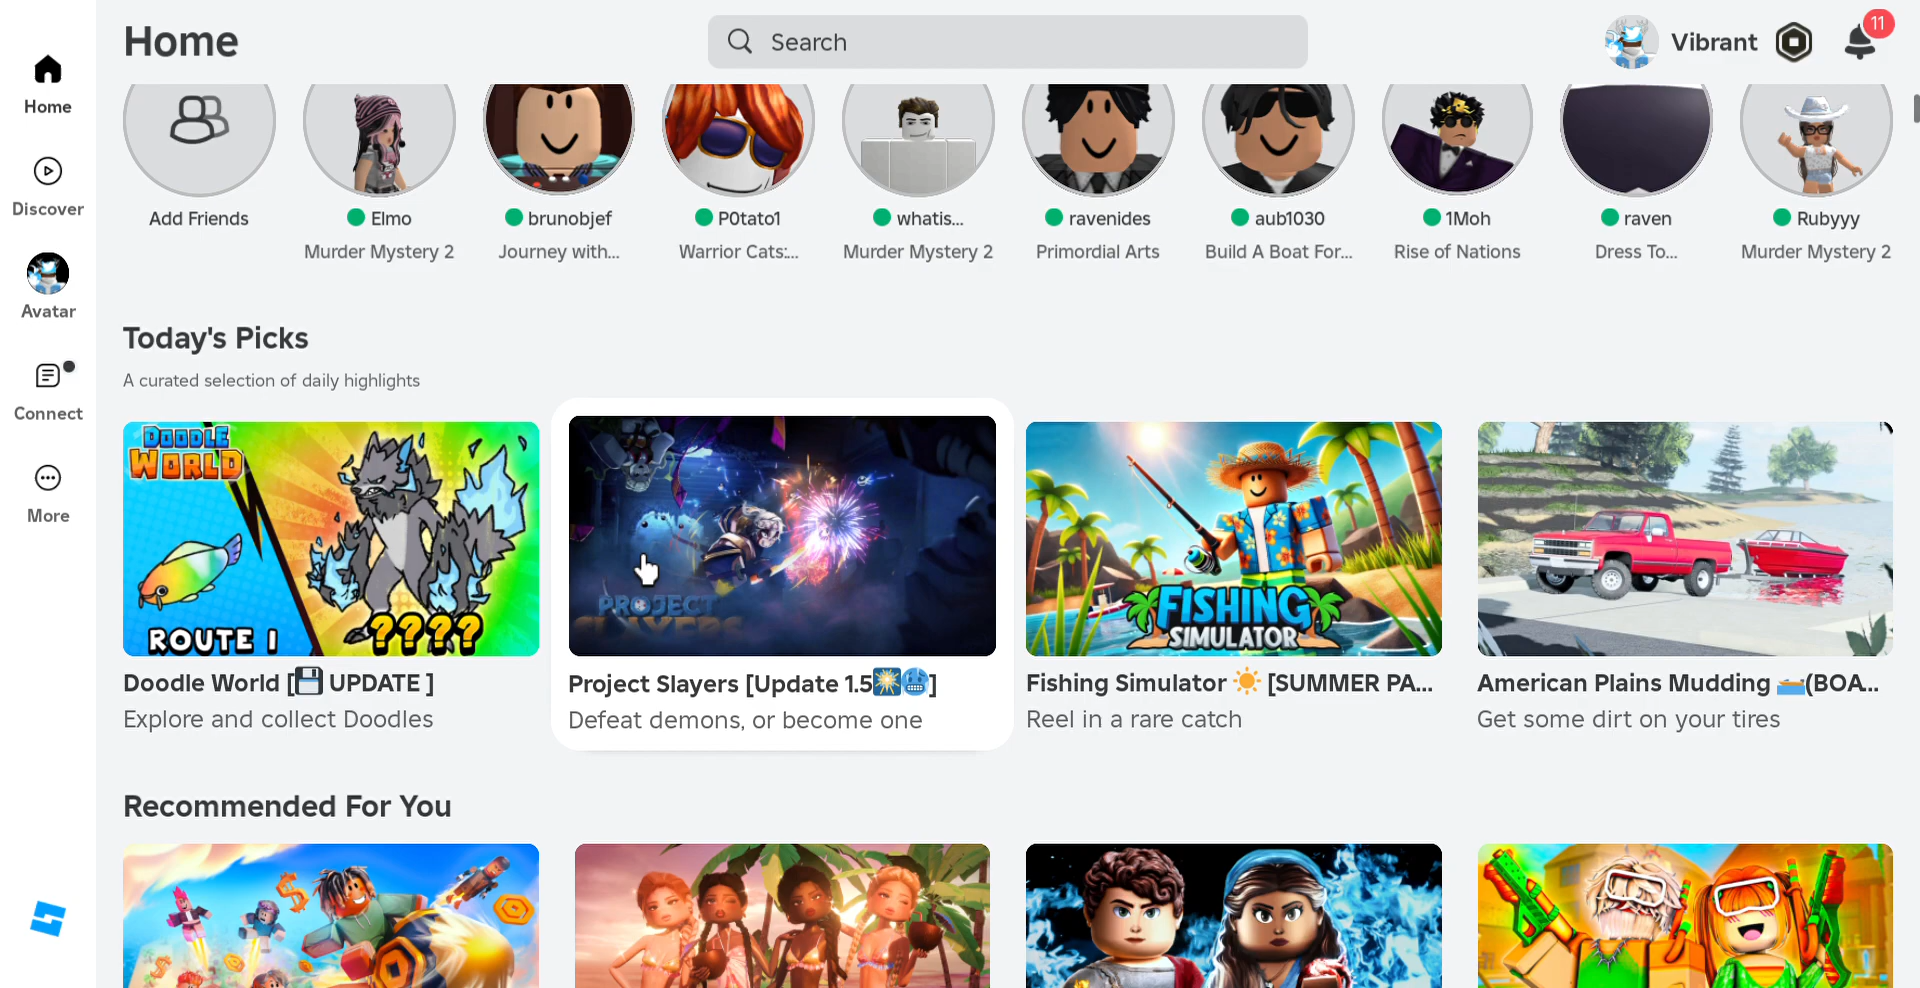 Home
Search
Vibrant
11
Home
Discover
Avatar
Connect
More
Add Friends
Elmo
Murder Mystery 2
brunobjef
Journey with...
P0tato1
Warrior Cats:...
whatis...
Murder Mystery 2
ravenides
Primordial Arts
aub1030
Build A Boat For...
1Moh
Rise of Nations
raven
Dress To...
Rubyyy
Murder Mystery 2
Today's Picks
A curated selection of daily highlights
DOODLE
WORLD
ROUTE 1
????
PROJECT
SLAYERS
FISHING
SIMULATOR
Doodle World [💾 UPDATE ]
Explore and collect Doodles
Project Slayers [Update 1.5🎇🥶]
Defeat demons, or become one
Fishing Simulator ☀️ [SUMMER PA...
Reel in a rare catch
American Plains Mudding 🚤(BOA...
Get some dirt on your tires
Recommended For You